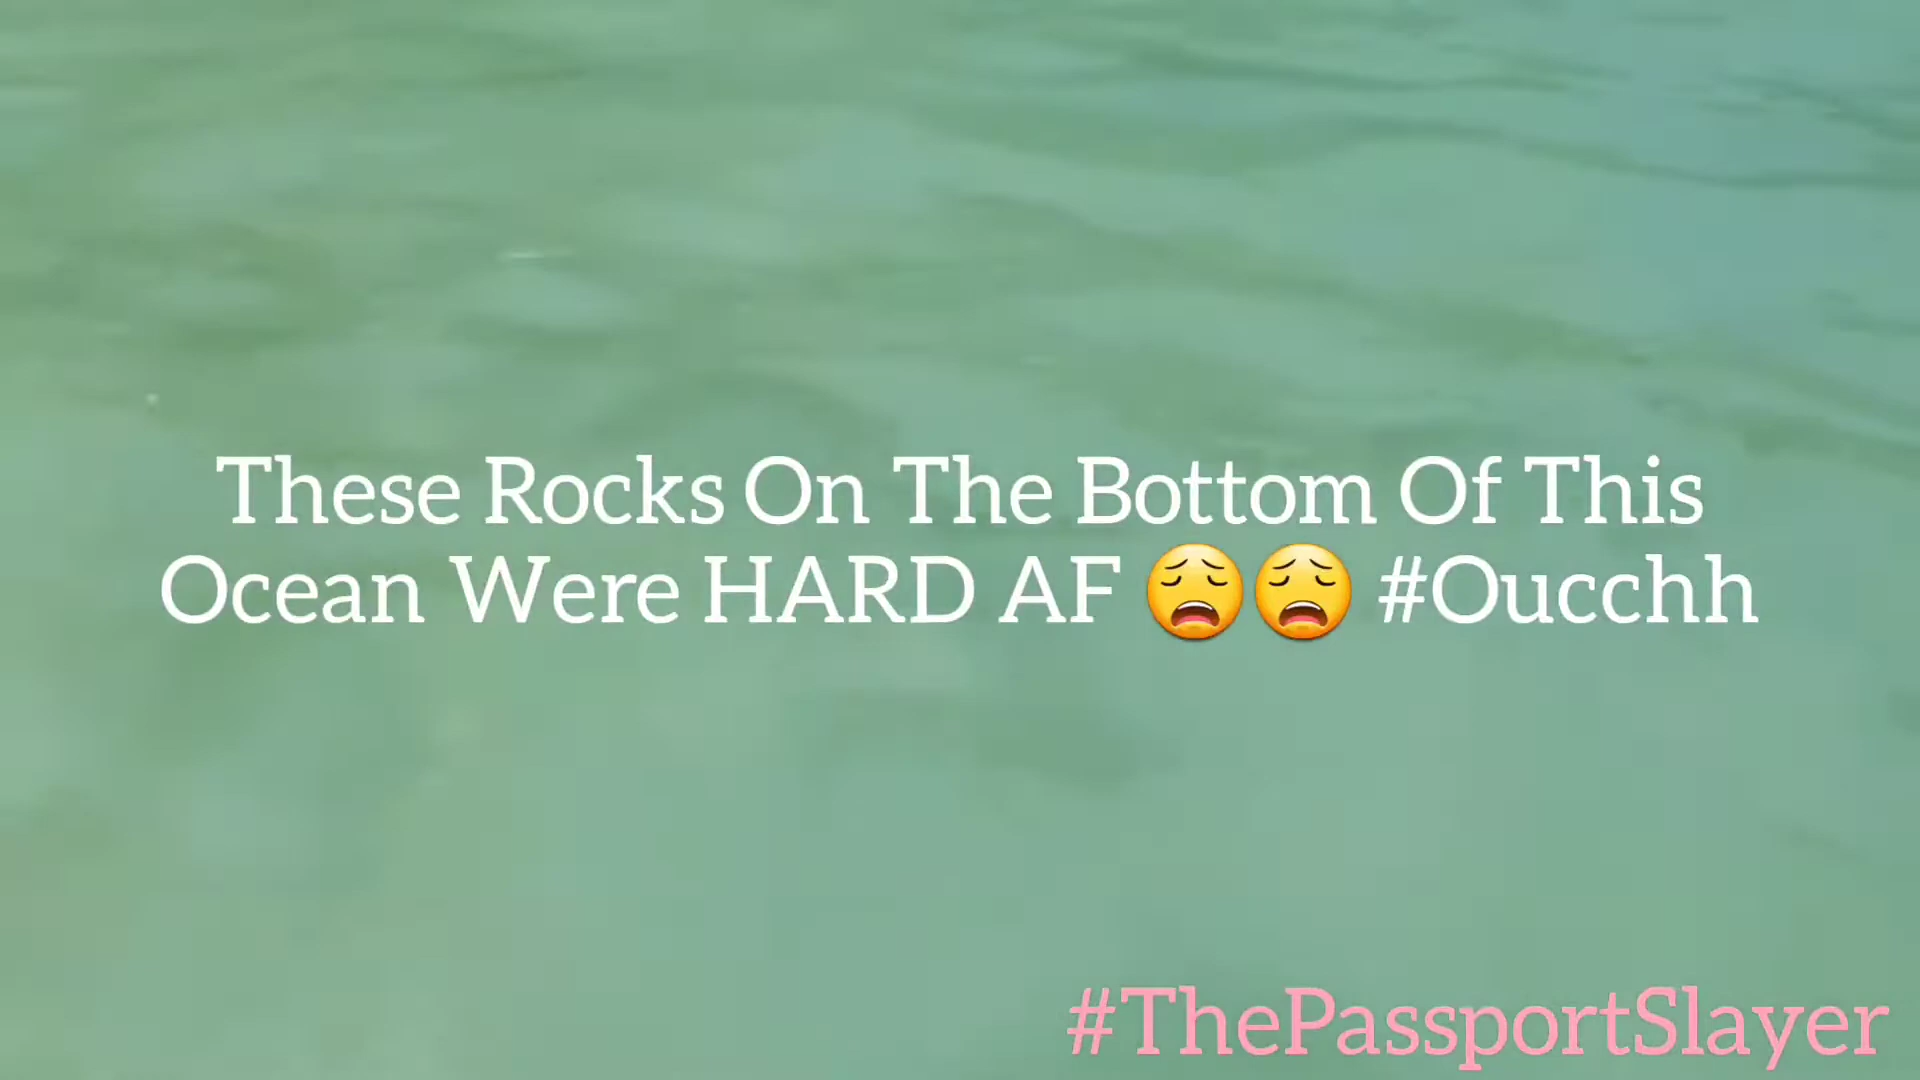 These Rocks On The Bottom Of This
Ocean Were HARD AF 😩😩 #Oucchh
#ThePassportSlayer